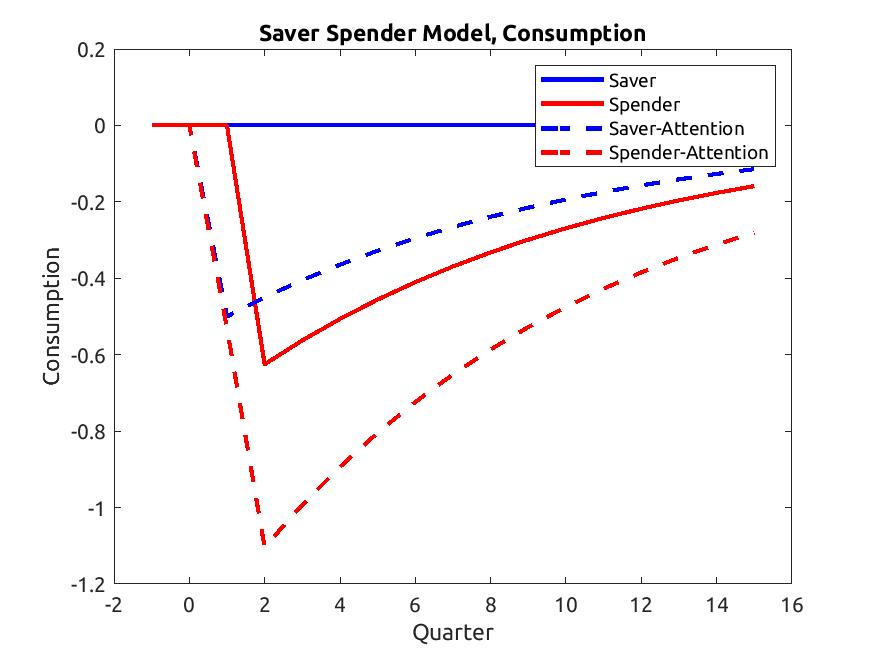 Saver Spender Model, Consumption
0.2
0
-0.2
-0.4
-0.6
-0.8
-1
-1.2
Consumption
Saver
Spender
Saver-Attention
Spender-Attention
-2 0 2 4 6 8 10 12 14 16
Quarter